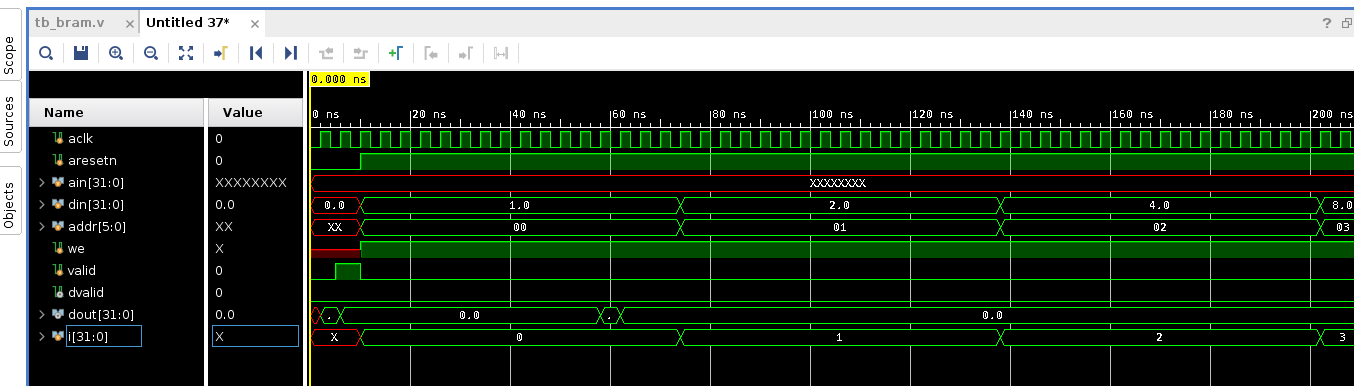 tb_bram.v × Untitled 37* × ?
Scope
Sources
Objects
0.000 ns
Name Value
0 ns 20 ns 40 ns 60 ns 80 ns 100 ns 120 ns 140 ns 160 ns 180 ns 200 ns
aclk 0
aresetn 0
ain[31:0] XXXXXXXX XXXXXXXX
din[31:0] 0.0 0.0 1.0 2.0 4.0 8.0
addr[5:0] XX XX 00 01 02 03
we X
valid 0
dvalid 0
dout[31:0] 0.0 . 0.0 . 0.0
i[31:0] X X 0 1 2 3